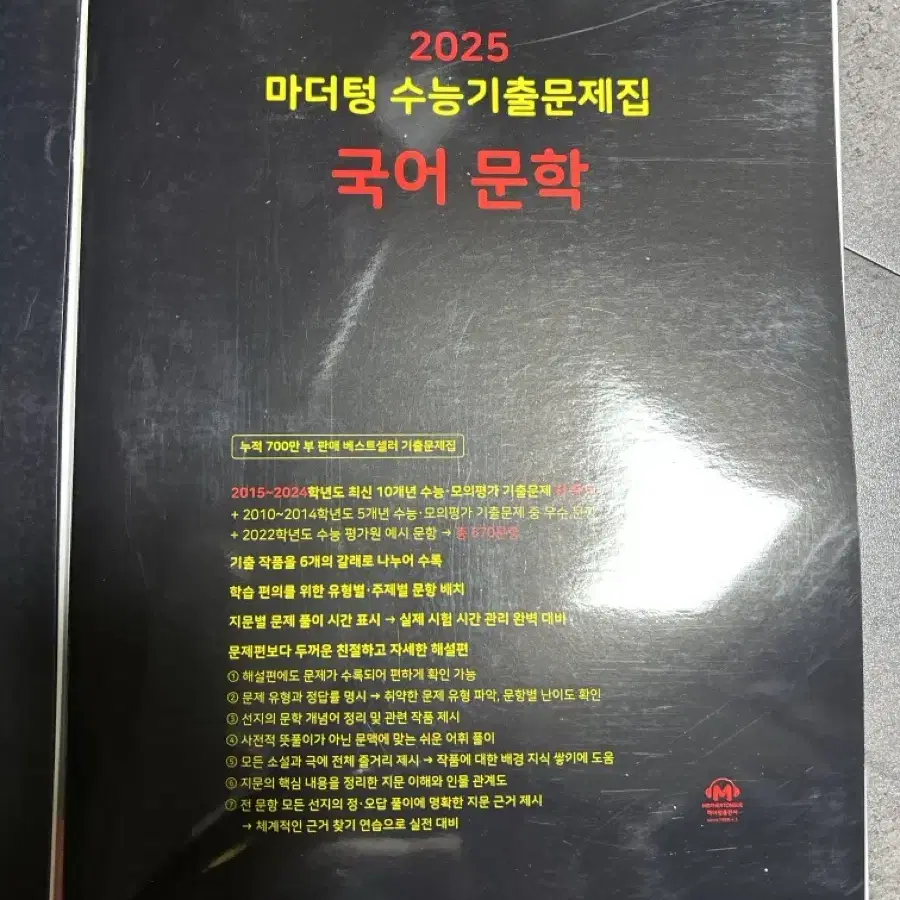 2025
마더텅 수능기출문제집
국어 문학
누적 700만 부 판매 베스트셀러 기출문제집
2015~2024학년도 최신 10개년 수능·모의평가 기출문제
+ 2010~2014학년도 5개년 수능·모의평가 기출문제 중 우수
+ 2022학년도 수능 평가원 예시 문항 → 총 670문항
기출 작품을 6개의 갈래로 나누어 수록
학습 편의를 위한 유형별·주제별 문항 배치
지문별 문제 풀이 시간 표시 → 실제 시험 시간 관리 완벽 대비
문제편보다 두꺼운 친절하고 자세한 해설편
① 해설편에도 문제가 수록되어 편하게 확인 가능
② 문제 유형과 정답률 명시 → 취약한 문제 유형 파악, 문항별 난이도 확인
③ 선지의 문학 개념어 정리 및 관련 작품 제시
④ 사전적 뜻풀이가 아닌 문맥에 맞는 쉬운 어휘 풀이
⑤ 모든 소설과 극에 전체 줄거리 제시 → 작품에 대한 배경 지식 쌓기에 도움
⑥ 지문의 핵심 내용을 정리한 지문 이해와 인물 관계도
⑦ 전 문항 모든 선지의 정·오답 풀이에 명확한 지문 근거 제시
→ 체계적인 근거 찾기 연습으로 실전 대비
M
MOTHERTONGUE
마더텅출판사